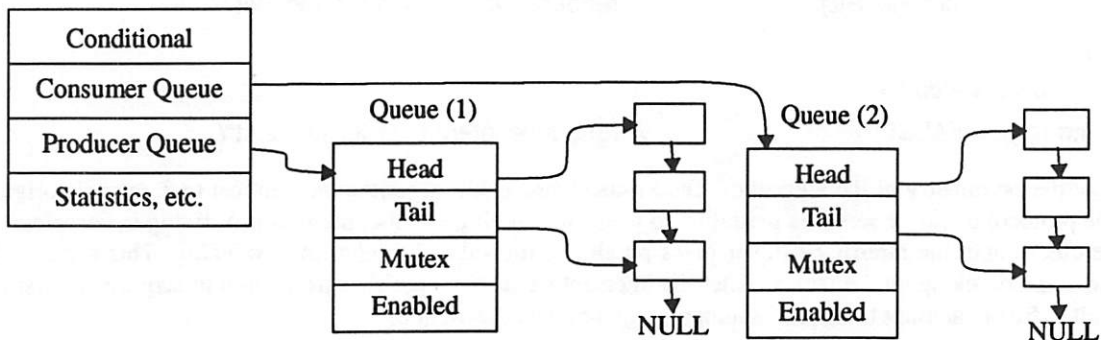 Conditional
Consumer Queue
Producer Queue
Statistics, etc.
Queue (1)
Head
Tail
Mutex
Enabled
NULL
Queue (2)
Head
Tail
Mutex
Enabled
NULL